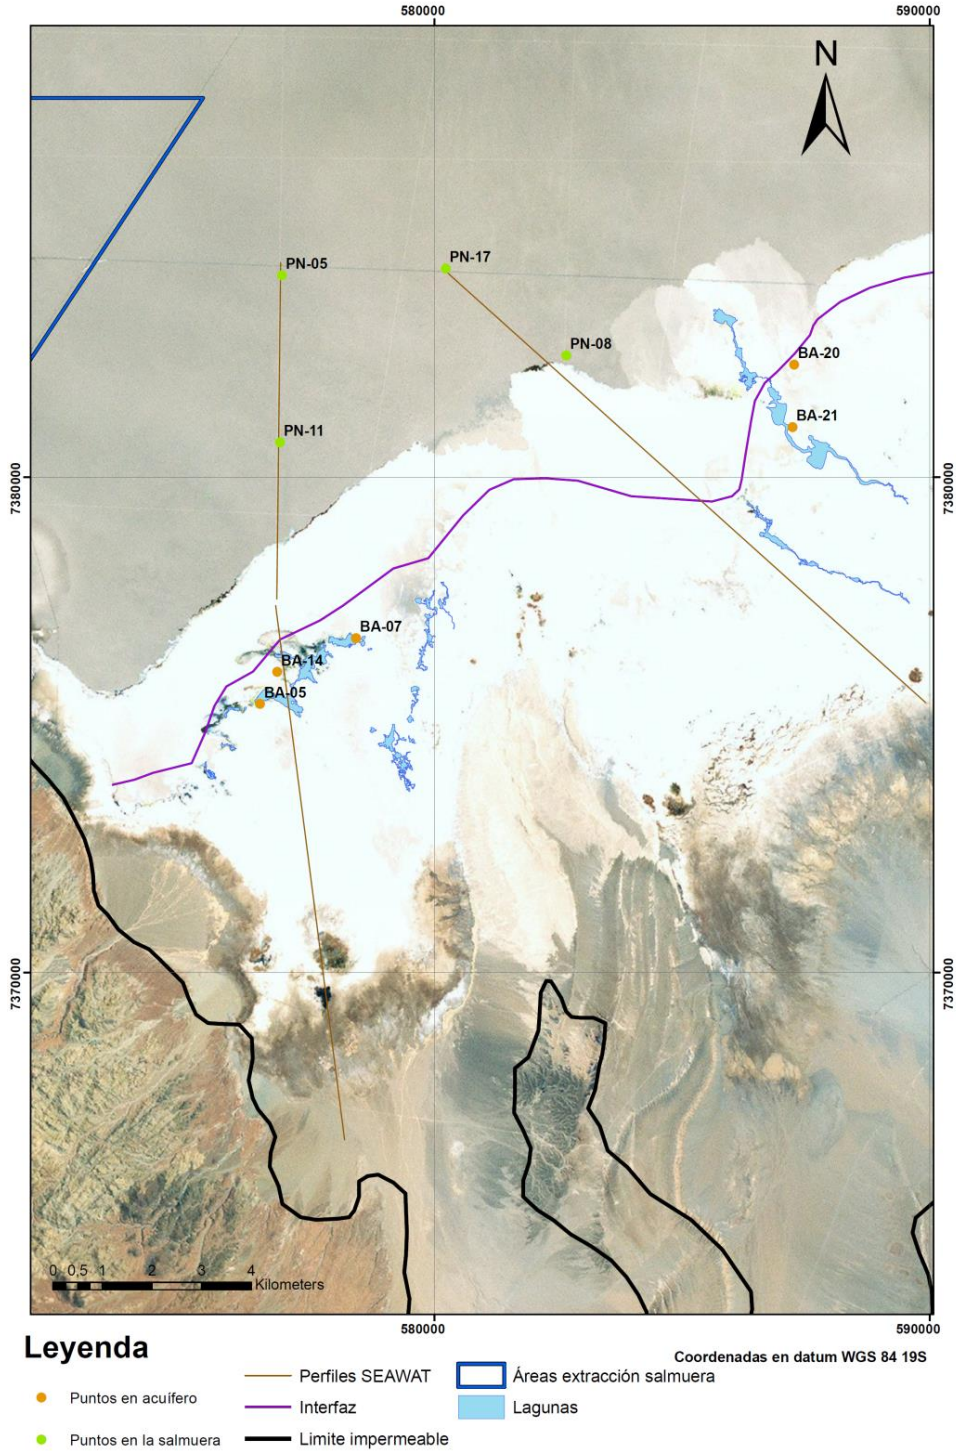 580000
590000
N
PN-05
PN-17
PN-08
BA-20
BA-21
PN-11
7380000
7380000
BA-07
BA-14
BA-05
7370000
7370000
0 0,5 1 2 3 4
Kilometers
580000
590000
Leyenda
Coordenadas en datum WGS 84 19S
Perfiles SEAWAT
Áreas extracción salmuera
Puntos en acuífero
Interfaz
Lagunas
Puntos en la salmuera
Limite impermeable